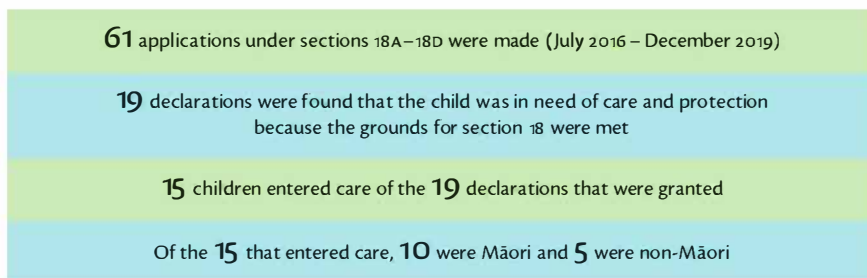 61 applications under sections 18A–18D were made (July 2016 – December 2019)
19 declarations were found that the child was in need of care and protection
because the grounds for section 18 were met
15 children entered care of the 19 declarations that were granted
Of the 15 that entered care, 10 were Māori and 5 were non-Māori